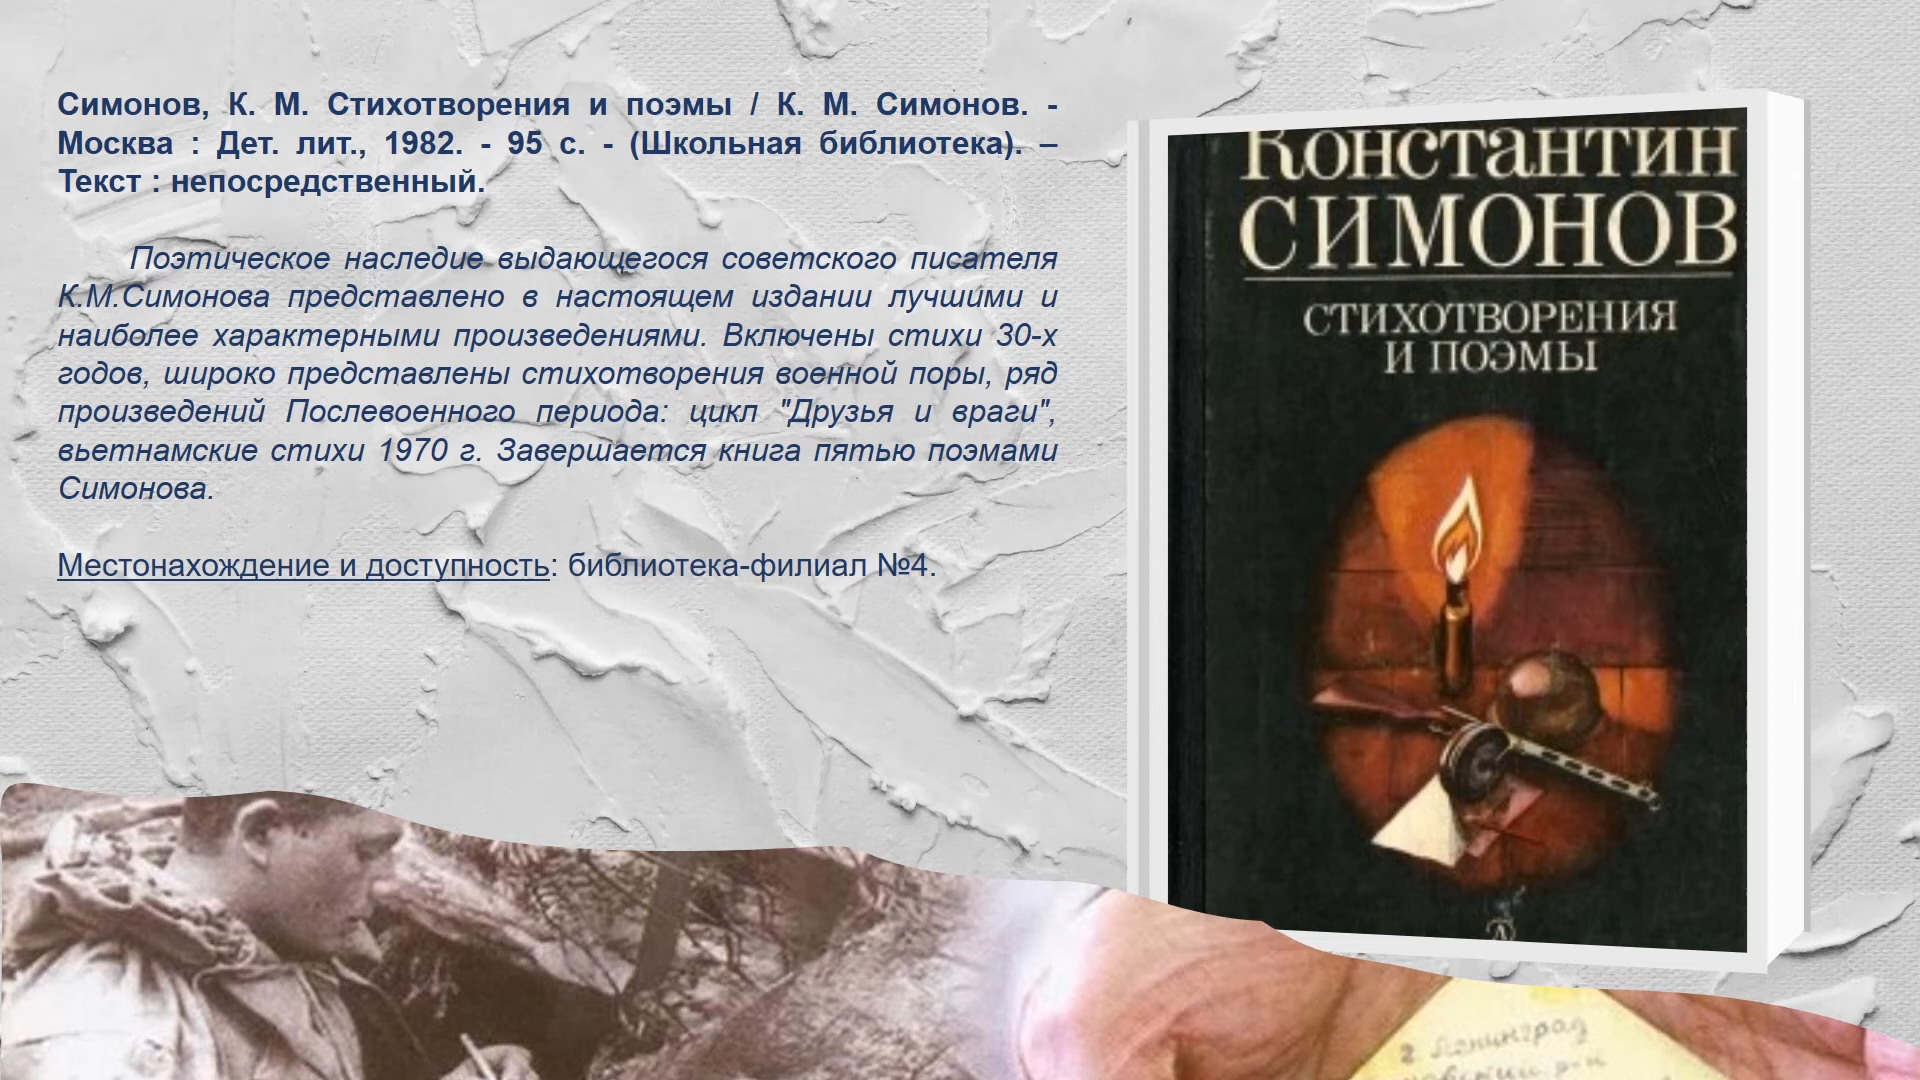 Симонов, К. М. Стихотворения и поэмы / К. М. Симонов. -
Москва : Дет. лит., 1982. - 95 с. - (Школьная библиотека). –
Текст : непосредственный.
Поэтическое наследие выдающегося советского писателя
К.М.Симонова представлено в настоящем издании лучшими и
наиболее характерными произведениями. Включены стихи 30-х
годов, широко представлены стихотворения военной поры, ряд
произведений Послевоенного периода: цикл "Друзья и враги",
вьетнамские стихи 1970 г. Завершается книга пятью поэмами
Симонова.
Местонахождение и доступность: библиотека-филиал №4.
Константин
СИМОНОВ
СТИХОТВОРЕНИЯ
И ПОЭМЫ
г. Ленинград